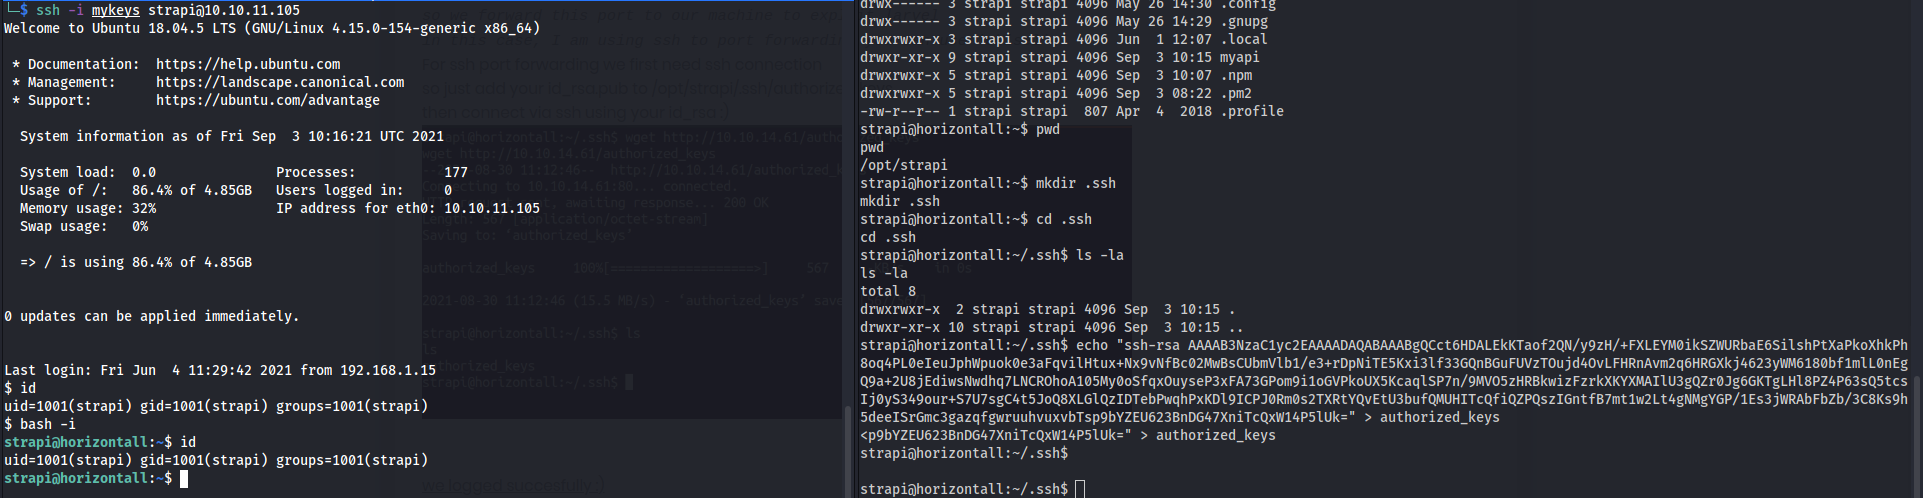 └─$ ssh -i mykeys strapi@10.10.11.105
Welcome to Ubuntu 18.04.5 LTS (GNU/Linux 4.15.0-154-generic x86_64)
* Documentation:  https://help.ubuntu.com
* Management:     https://landscape.canonical.com
* Support:        https://ubuntu.com/advantage
System information as of Fri Sep  3 10:16:21 UTC 2021
System load:  0.0               Processes:             177
Usage of /:   86.4% of 4.85GB   Users logged in:       0
Memory usage: 32%               IP address for eth0: 10.10.11.105
Swap usage:   0%
=> / is using 86.4% of 4.85GB
0 updates can be applied immediately.
Last login: Fri Jun  4 11:29:42 2021 from 192.168.1.15
$ id
uid=1001(strapi) gid=1001(strapi) groups=1001(strapi)
$ bash -i
strapi@horizontall:~$ id
uid=1001(strapi) gid=1001(strapi) groups=1001(strapi)
strapi@horizontall:~$
drwx------ 3 strapi strapi 4096 May 26 14:30 .config
drwx------ 3 strapi strapi 4096 May 26 14:29 .gnupg
drwxrwxr-x 3 strapi strapi 4096 Jun  1 12:07 .local
drwxrwxr-x 9 strapi strapi 4096 Sep  3 10:15 myapi
drwxrwxr-x 5 strapi strapi 4096 Sep  3 10:07 .npm
drwxrwxr-x 5 strapi strapi 4096 Sep  3 08:22 .pm2
-rw-r--r-- 1 strapi strapi  807 Apr  4  2018 .profile
strapi@horizontall:~$ pwd
pwd
/opt/strapi
strapi@horizontall:~$ mkdir .ssh
mkdir .ssh
strapi@horizontall:~$ cd .ssh
cd .ssh
strapi@horizontall:~/.ssh$ ls -la
ls -la
total 8
drwxrwxr-x  2 strapi strapi 4096 Sep  3 10:15 .
drwxr-xr-x 10 strapi strapi 4096 Sep  3 10:15 ..
strapi@horizontall:~/.ssh$ echo "ssh-rsa AAAAB3NzaC1yc2EAAAADAQABAAABgQCct6HDALEkKTaof2QN/y9zH/+FXLEYM0ikSZWURbaE6SilshPtXaPkoXhkPh
8oq4PL0eIeuJphWpuok0e3aFqvilHtux+Nx9vNfBc02MwBsCUbmVlb1/e3+rDpNiTE5Kxi3lf33GQnBGuFUVzTOujd4OvLFHRnAvm2q6HRGXkj4623yWM6180bf1mlL0nEg
Q9a+2U8jEdiwsNwdhq7LNCROhoA105My0oSfqxOuyseP3xFA73GPom9i1oGVPkoUX5KcaqlSP7n/9MVO5zHRBkwizFzrkXKYXMAIlU3gQZr0Jg6GKTgLHl8PZ4P63sQ5tcs
Ij0yS349our+S7U7sgC4t5JoQ8XLGlQzIDTebPwqhPxKDl9ICPJ0Rm0s2TXRtYQvEtU3bufQMUHITcQfiQZPQszIGntfB7mt1w2Lt4gNMgYGP/1Es3jWRAbFbZb/3C8Ks9h
5deeISrGmc3gazqfgwruuhvuxvbTsp9bYZEU623BnDG47XniTcQxW14P5lUk=" > authorized_keys
<p9bYZEU623BnDG47XniTcQxW14P5lUk=" > authorized_keys
strapi@horizontall:~/.ssh$
strapi@horizontall:~/.ssh$